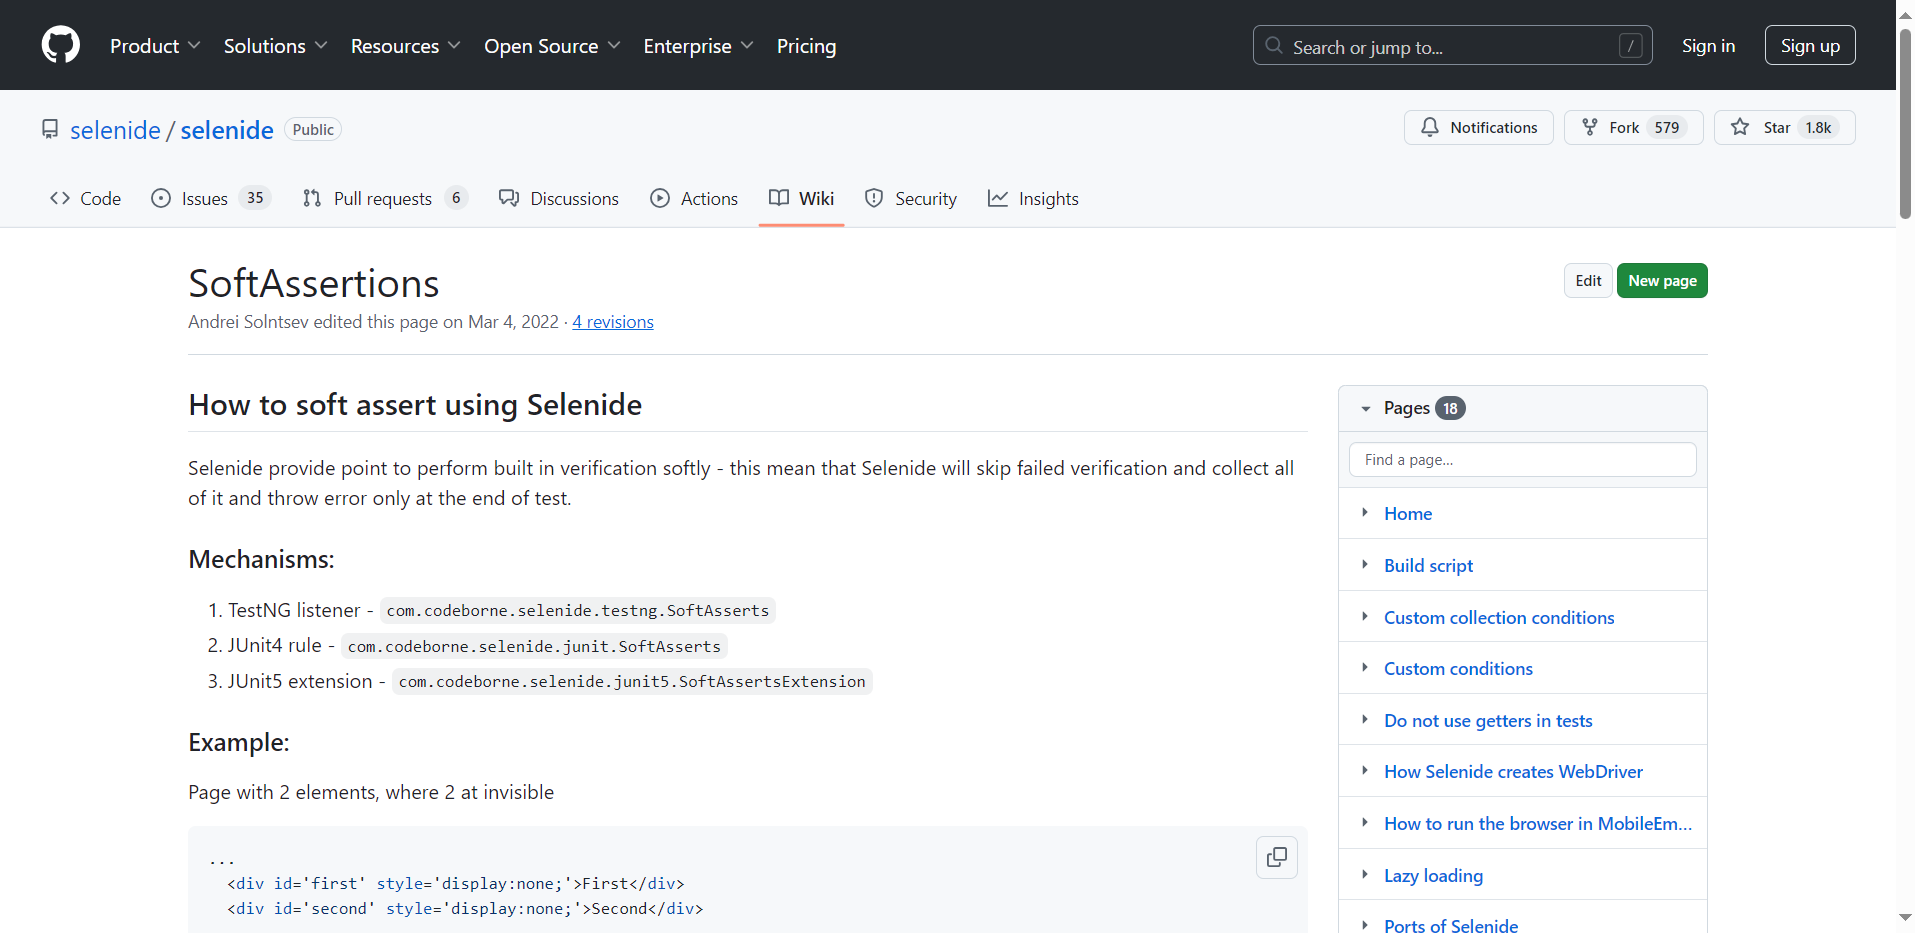 Product Solutions Resources Open Source Enterprise Pricing Search or jump to... / Sign in Sign up
selenide / selenide Public Notifications Fork 579 Star 1.8k
Code Issues 35 Pull requests 6 Discussions Actions Wiki Security Insights
SoftAssertions
Edit New page
Andrei Solntsev edited this page on Mar 4, 2022 · 4 revisions
How to soft assert using Selenide
Selenide provide point to perform built in verification softly - this mean that Selenide will skip failed verification and collect all
of it and throw error only at the end of test.
Mechanisms:
1. TestNG listener - com.codeborne.selenide.testng.SoftAsserts
2. JUnit4 rule - com.codeborne.selenide.junit.SoftAsserts
3. JUnit5 extension - com.codeborne.selenide.junit5.SoftAssertsExtension
Example:
Page with 2 elements, where 2 at invisible
...
<div id='first' style='display:none;'>First</div>
<div id='second' style='display:none;'>Second</div>
Pages 18
Find a page...
Home
Build script
Custom collection conditions
Custom conditions
Do not use getters in tests
How Selenide creates WebDriver
How to run the browser in MobileEm...
Lazy loading
Ports of Selenide